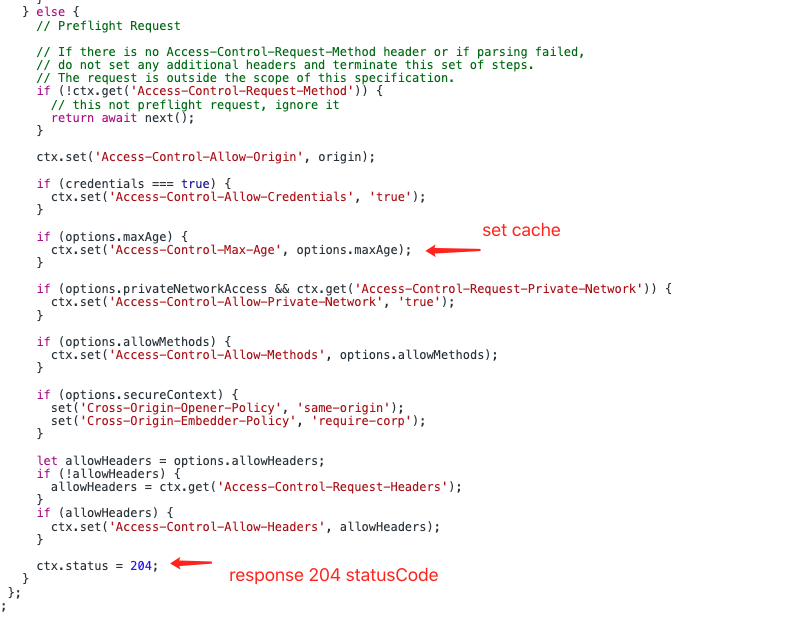 } else {
// Preflight Request
// If there is no Access-Control-Request-Method header or if parsing failed,
// do not set any additional headers and terminate this set of steps.
// The request is outside the scope of this specification.
if (!ctx.get('Access-Control-Request-Method')) {
// this not preflight request, ignore it
return await next();
}
ctx.set('Access-Control-Allow-Origin', origin);
if (credentials === true) {
ctx.set('Access-Control-Allow-Credentials', 'true');
}
if (options.maxAge) {
set cache
ctx.set('Access-Control-Max-Age', options.maxAge);
}
if (options.privateNetworkAccess && ctx.get('Access-Control-Request-Private-Network')) {
ctx.set('Access-Control-Allow-Private-Network', 'true');
}
if (options.allowMethods) {
ctx.set('Access-Control-Allow-Methods', options.allowMethods);
}
if (options.secureContext) {
set('Cross-Origin-Opener-Policy', 'same-origin');
set('Cross-Origin-Embedder-Policy', 'require-corp');
}
let allowHeaders = options.allowHeaders;
if (!allowHeaders) {
allowHeaders = ctx.get('Access-Control-Request-Headers');
}
if (allowHeaders) {
ctx.set('Access-Control-Allow-Headers', allowHeaders);
}
ctx.status = 204;
response 204 statusCode
}
};
;